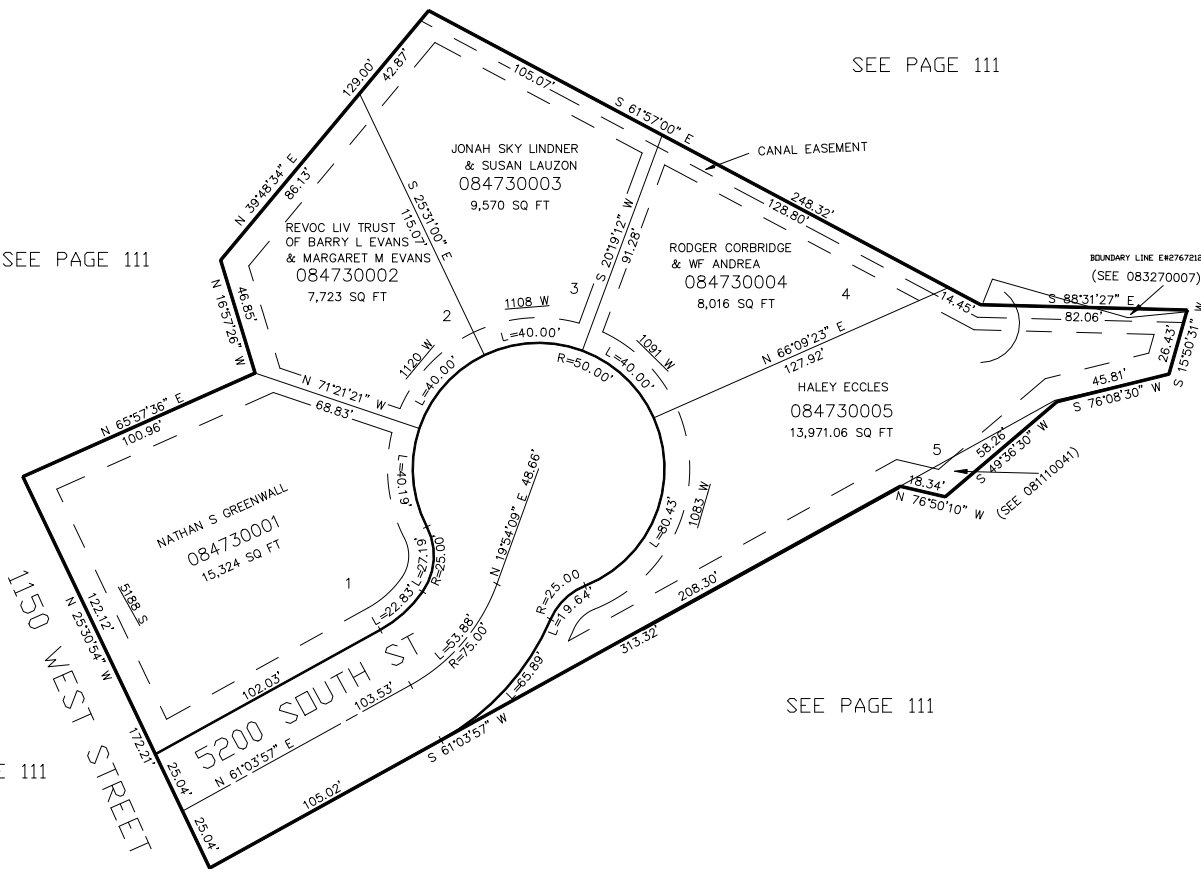 SEE PAGE 111
129.00'
42.87'
105.07'
S 61°57'00" E
CANAL EASEMENT
248.32'
128.80'
N 39°48'34" E
86.13'
JONAH SKY LINDNER
& SUSAN LAUZON
084730003
9,570 SQ FT
S 25°31'00" E
115.07'
S 20°19'12" W
91.28'
REVOC LIV TRUST
OF BARRY L EVANS
& MARGARET M EVANS
084730002
7,723 SQ FT
SEE PAGE 111
RODGER CORBRIDGE
& WF ANDREA
084730004
8,016 SQ FT
BOUNDARY LINE E#2767212
(SEE 083270007)
S 88°31'27" E
82.06'
W
14.45'
4
3
2
1108 W
L=40.00'
R=50.00'
1091 W
L=40.00'
1120 W
L=40.00'
N 16°57'26" W
46.85'
N 66°09'23" E
127.92'
26.43'
S 15°50'31"
45.81'
S 76°08'30" W
HALEY ECCLES
084730005
13,971.06 SQ FT
N 71°21'21" W
68.83'
N 65°57'36" E
100.96'
5
58.26'
S 49°36'30" W
(SEE 081110041)
18.34'
N 76°50'10" W
L=40.19'
N 19°54'09" E 48.66'
L=80.43'
1083 W
NATHAN S GREENWALL
084730001
15,324 SQ FT
1
L=27.19'
R=25.00'
L=22.83'
R=25.00
L=19.64'
208.30'
313.32'
5188 S
122.12'
N 25°30'54" W
1150 WEST STREET
L=53.88'
R=75.00'
L=65.89'
102.03'
103.53'
5200 SOUTH ST
N 61°03'57" E
S 61°03'57" W
SEE PAGE 111
172.21'
25.04'
25.04'
105.02'
E 111